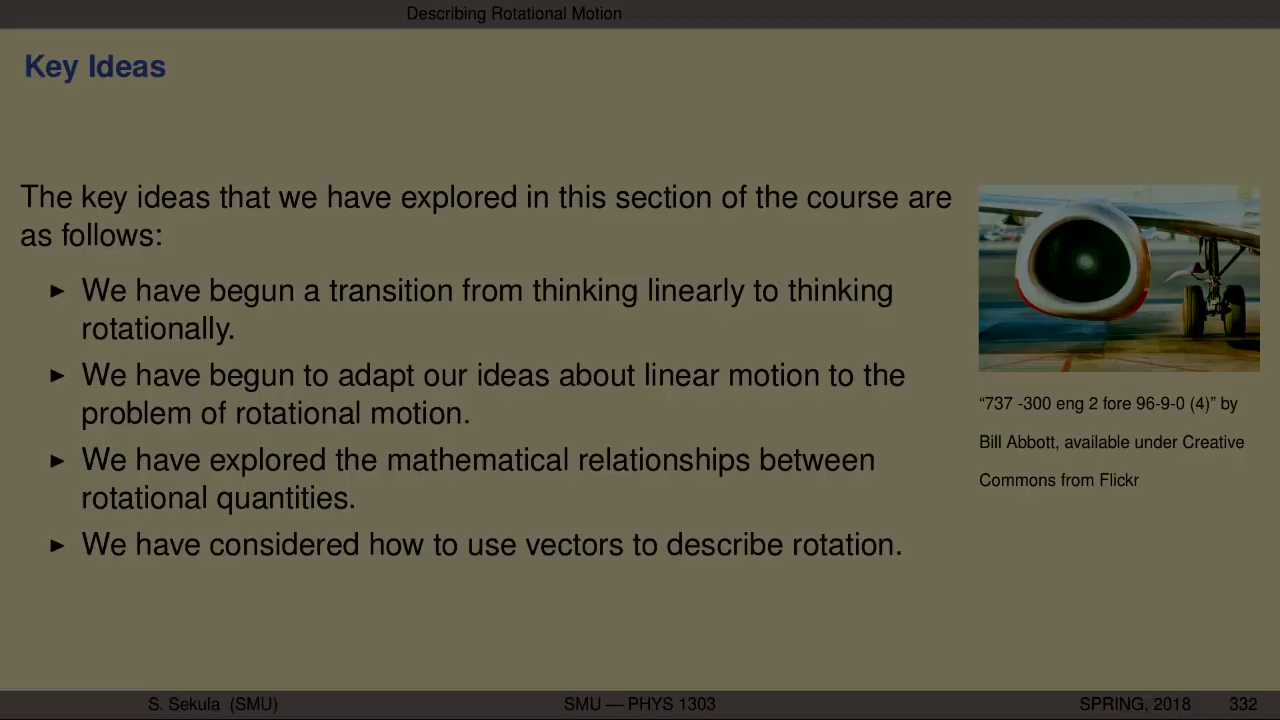 Describing Rotational Motion
Key Ideas
The key ideas that we have explored in this section of the course are
as follows:
► We have begun a transition from thinking linearly to thinking
rotationally.
► We have begun to adapt our ideas about linear motion to the
problem of rotational motion.
► We have explored the mathematical relationships between
rotational quantities.
► We have considered how to use vectors to describe rotation.
“737 -300 eng 2 fore 96-9-0 (4)” by
Bill Abbott, available under Creative
Commons from Flickr
S. Sekula (SMU) SMU — PHYS 1303 SPRING, 2018 332